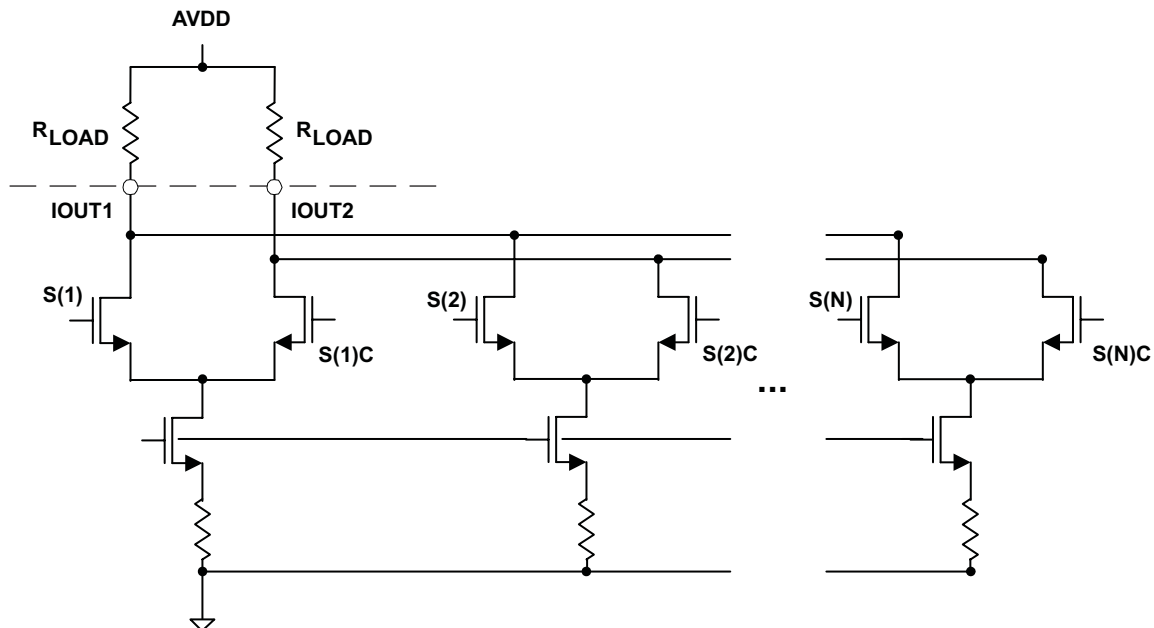 AVDD
RLOAD RLOAD
IOUT1 IOUT2
S(1) S(2) S(N)
S(1)C S(2)C S(N)C
...